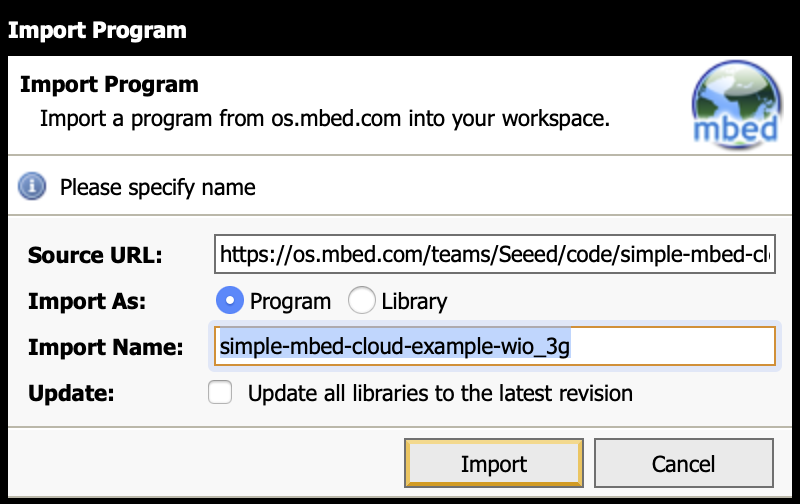 Import Program
Import Program
Import a program from os.mbed.com into your workspace.
mbed
Please specify name
Source URL: https://os.mbed.com/teams/Seeed/code/simple-mbed-cl
Import As: Program Library
Import Name: simple-mbed-cloud-example-wio_3g
Update: Update all libraries to the latest revision
Import Cancel